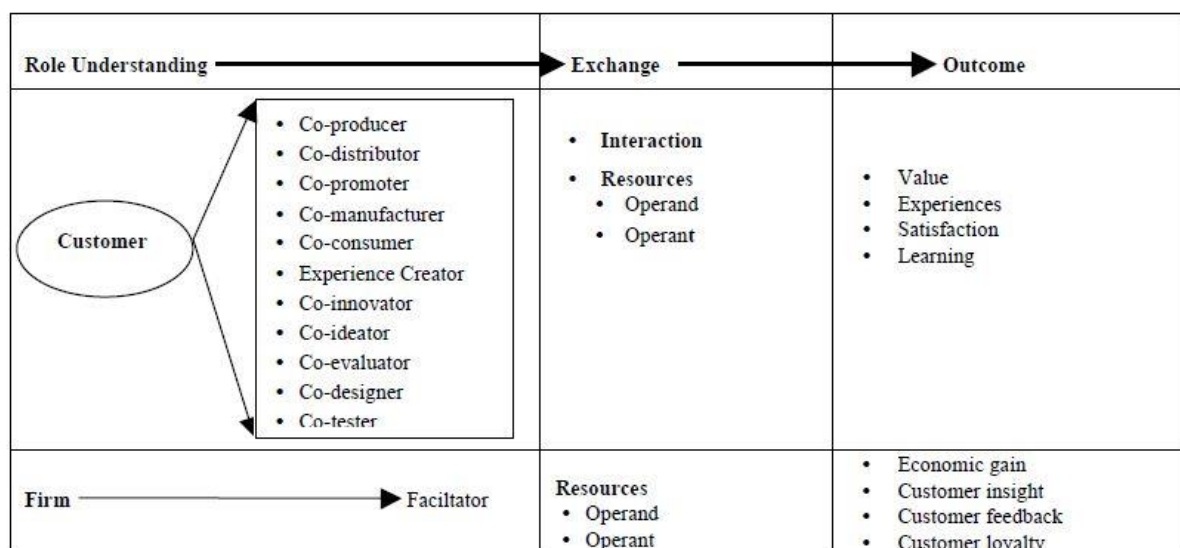 Role Understanding
Exchange
Outcome
Customer
• Co-producer
• Co-distributor
• Co-promoter
• Co-manufacturer
• Co-consumer
• Experience Creator
• Co-innovator
• Co-ideator
• Co-evaluator
• Co-designer
• Co-tester
• Interaction
• Resources
• Operand
• Operant
• Value
• Experiences
• Satisfaction
• Learning
Firm
Faciltator
Resources
• Operand
• Operant
• Economic gain
• Customer insight
• Customer feedback
• Customer loyalty